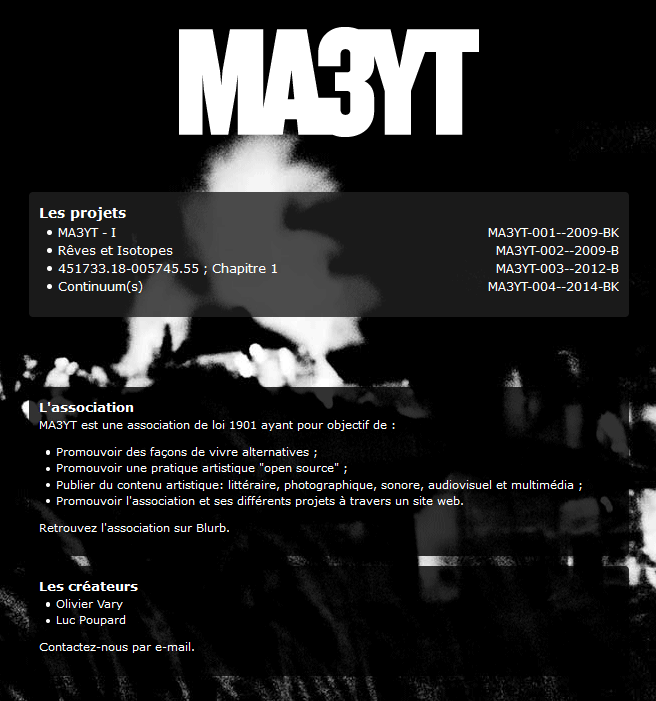 MA3YT
Les projets
• MA3YT - I MA3YT-001--2009-BK
• Rêves et Isotopes MA3YT-002--2009-B
• 451733.18-005745.55 ; Chapitre 1 MA3YT-003--2012-B
• Continuum(s) MA3YT-004--2014-BK
L'association
MA3YT est une association de loi 1901 ayant pour objectif de :
• Promouvoir des façons de vivre alternatives ;
• Promouvoir une pratique artistique "open source" ;
• Publier du contenu artistique: littéraire, photographique, sonore, audiovisuel et multimédia ;
• Promouvoir l'association et ses différents projets à travers un site web.
Retrouvez l'association sur Blurb.
Les créateurs
• Olivier Vary
• Luc Poupard
Contactez-nous par e-mail.